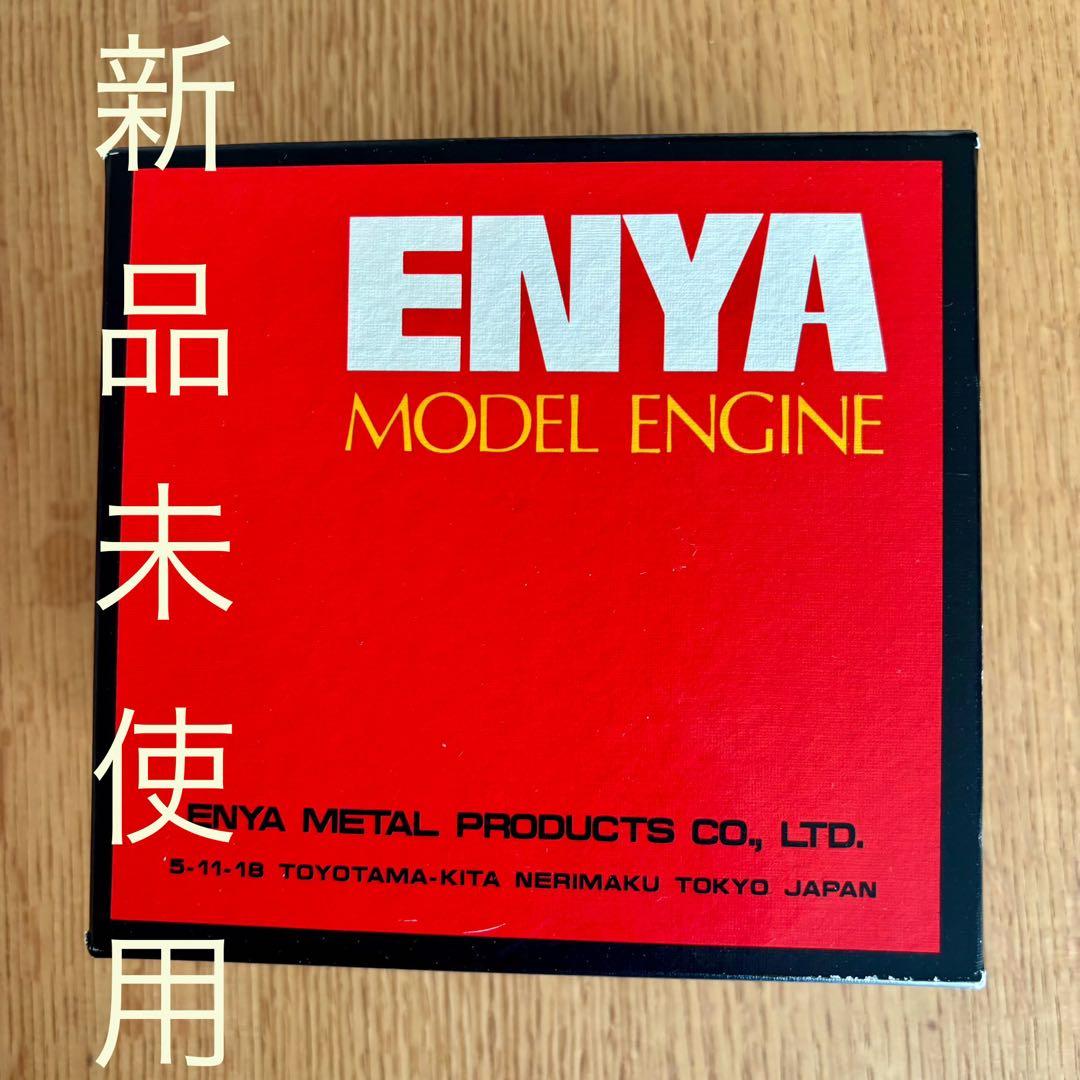 新品未使用
ENYA
MODEL ENGINE
ENYA METAL PRODUCTS CO., LTD.
5-11-18 TOYOTAMA-KITA NERIMAKU TOKYO JAPAN